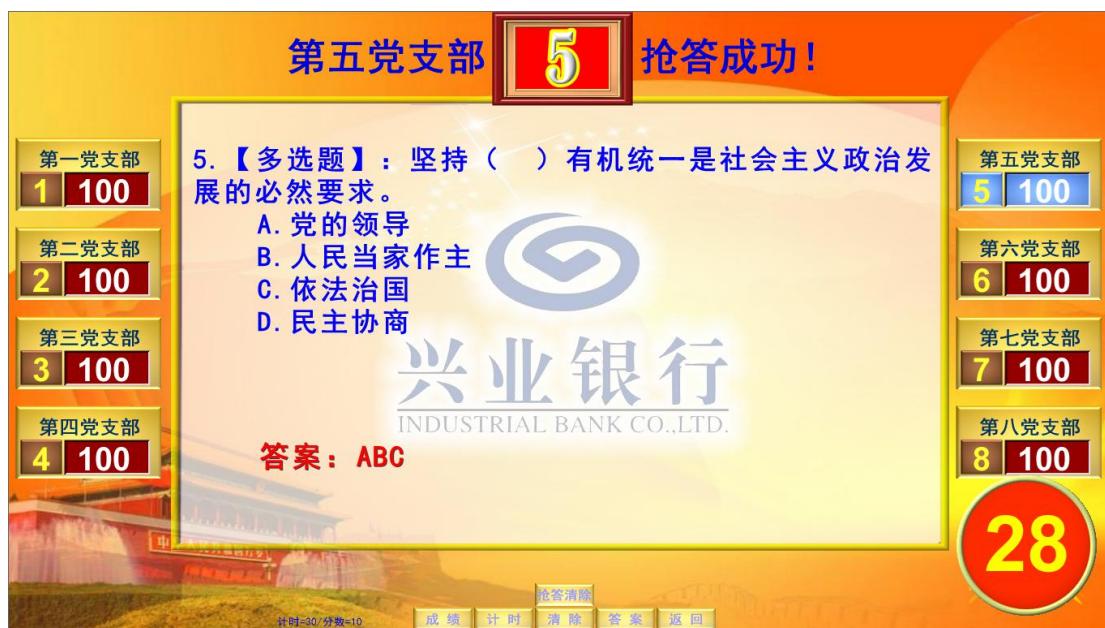 第五党支部 5 抢答成功！
第一党支部
1 100
第二党支部
2 100
第三党支部
3 100
第四党支部
4 100
5.【多选题】：坚持（ ）有机统一是社会主义政治发
展的必然要求。
A.党的领导
B.人民当家作主
C.依法治国
D.民主协商
兴业银行
INDUSTRIAL BANK CO.,LTD.
答案：ABC
第五党支部
5 100
第六党支部
6 100
第七党支部
7 100
第八党支部
8 100
28
抢答清除
计时=30/分数=10
成绩 计时 清除 答案 返回